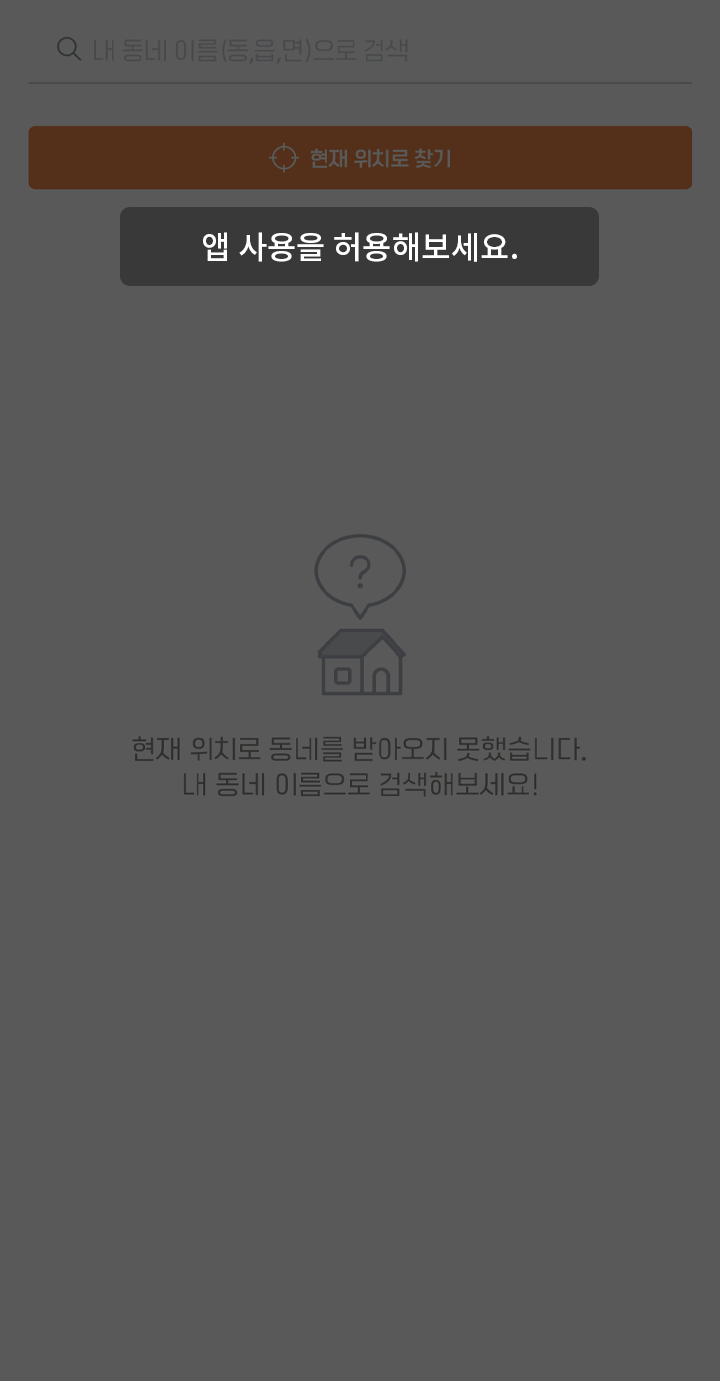 내 동네 이름(동,읍,면)으로 검색
현재 위치로 찾기
앱 사용을 허용해보세요.
?
현재 위치로 동네를 받아오지 못했습니다.
내 동네 이름으로 검색해보세요!